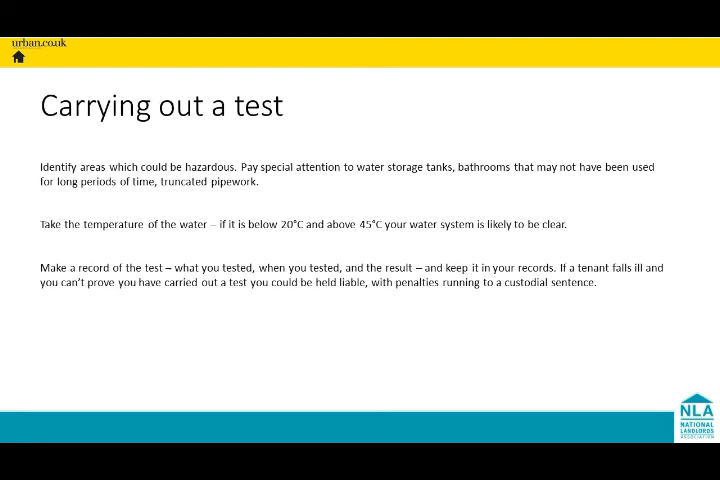 urban.co.uk
Carrying out a test
Identify areas which could be hazardous. Pay special attention to water storage tanks, bathrooms that may not have been used
for long periods of time, truncated pipework.
Take the temperature of the water – if it is below 20°C and above 45°C your water system is likely to be clear.
Make a record of the test – what you tested, when you tested, and the result – and keep it in your records. If a tenant falls ill and
you can't prove you have carried out a test you could be held liable, with penalties running to a custodial sentence.
NLA
NATIONAL
LANDLORDS
ASSOCIATION